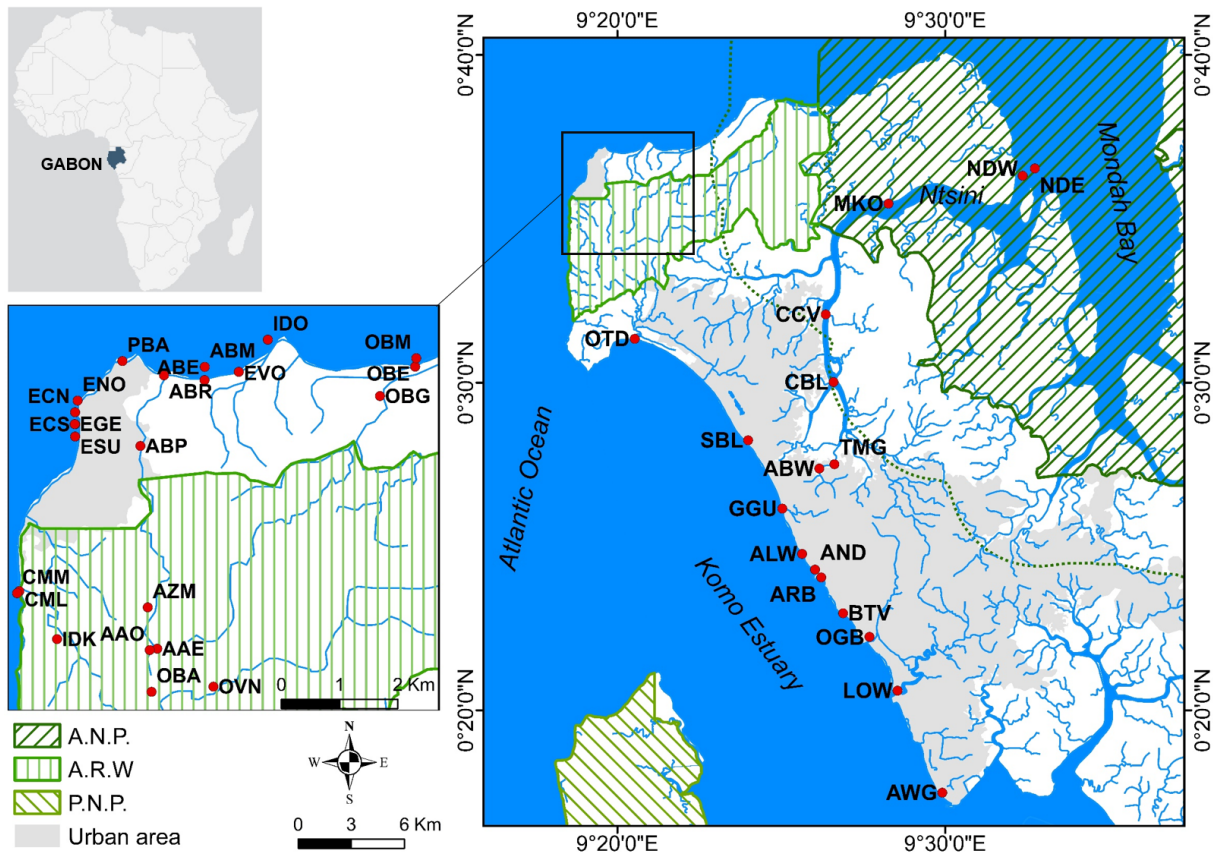 GABON
9°20'0"E
9°30'0"E
0°40'0"N
0°40'0"N
NDW
NDE
MKO
Ntsini
Mondah Bay
CCV
OTD
CBL
0°30'0"N
0°30'0"N
SBL
TMG
ABW
GGU
Atlantic Ocean
ALW
AND
ARB
BTV
Komo Estuary
OGB
LOW
0°20'0"N
0°20'0"N
AWG
9°20'0"E
9°30'0"E
IDO
PBA
ABM
OBM
ABE
EVO
OBE
ENO
ABR
OBG
ECN
ECS
EGE
ESU
ABP
CMM
CML
AZM
IDK
AAO
AAE
OBA
OVN
0 1 2 Km
A.N.P.
A.R.W
P.N.P.
Urban area
N
W
E
S
0 3 6 Km